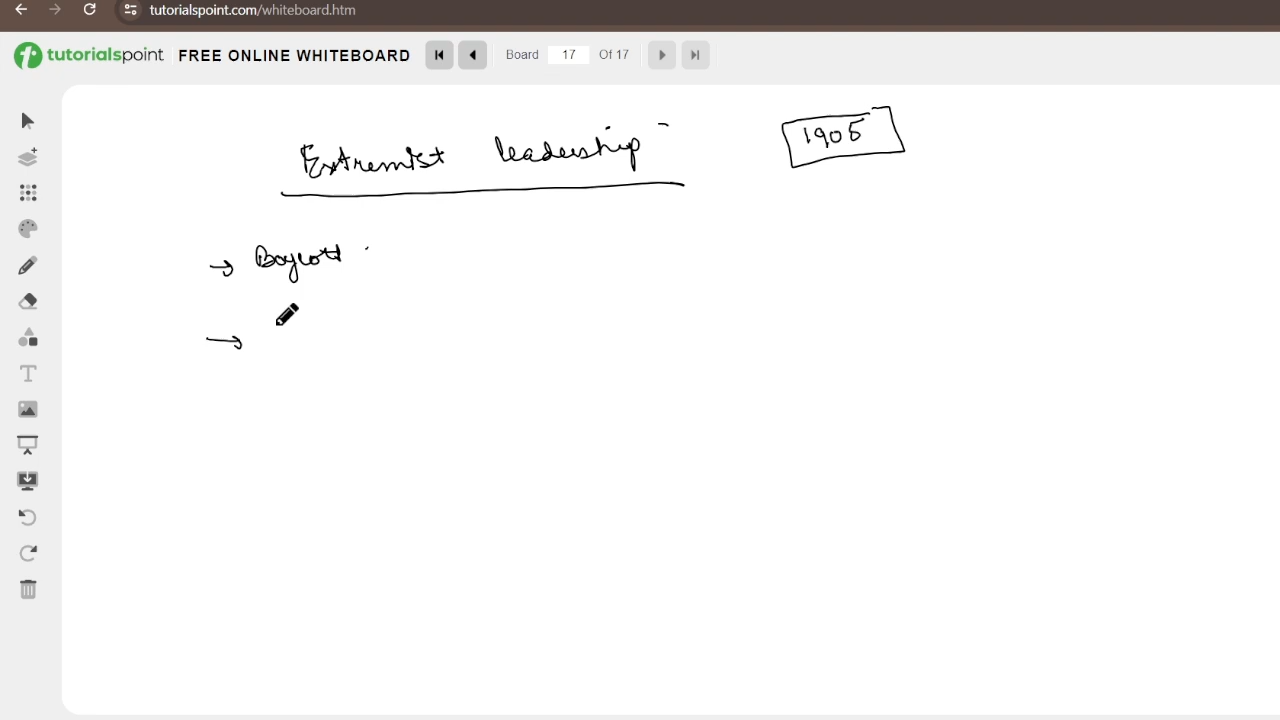 tutorialspoint.com/whiteboard.htm
tutorialspoint FREE ONLINE WHITEBOARD Board 17 Of 17
Extremist leadership -
1905
→ Boycott
→